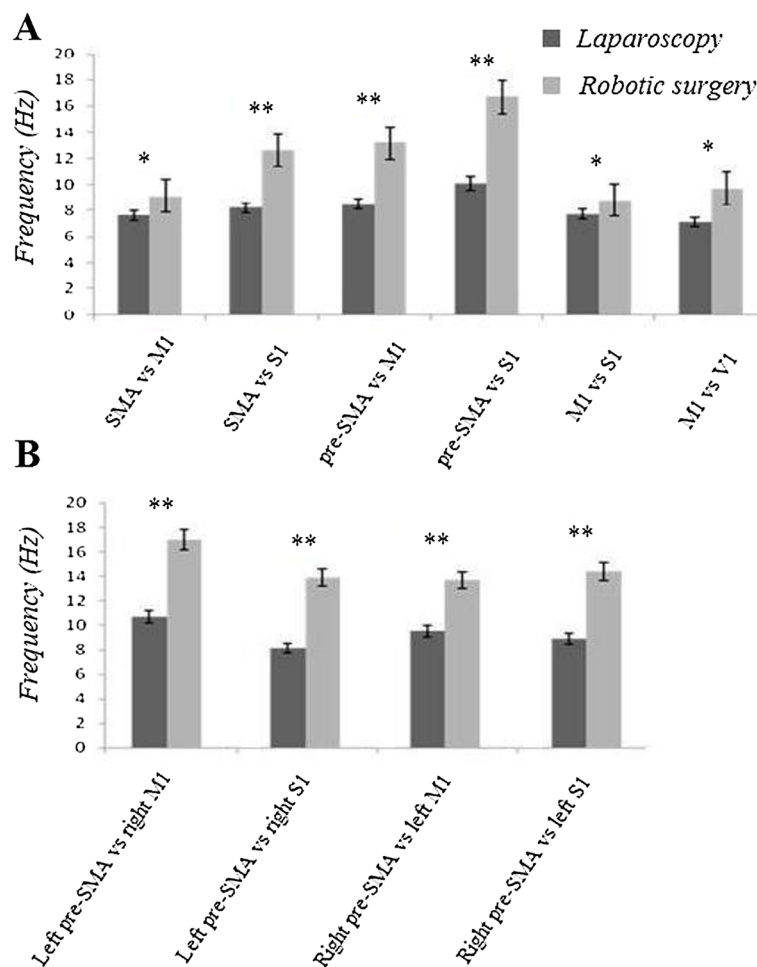 A
Laparoscopy
Robotic surgery
Frequency (Hz)
20
18
16
14
12
10
8
6
4
2
0
*
**
**
**
*
*
SMA vs M1
SMA vs S1
pre-SMA vs M1
pre-SMA vs S1
M1 vs S1
M1 vs V1
B
Frequency (Hz)
20
18
16
14
12
10
8
6
4
2
0
**
**
**
**
Left pre-SMA vs right M1
Left pre-SMA vs right S1
Right pre-SMA vs left M1
Right pre-SMA vs left S1